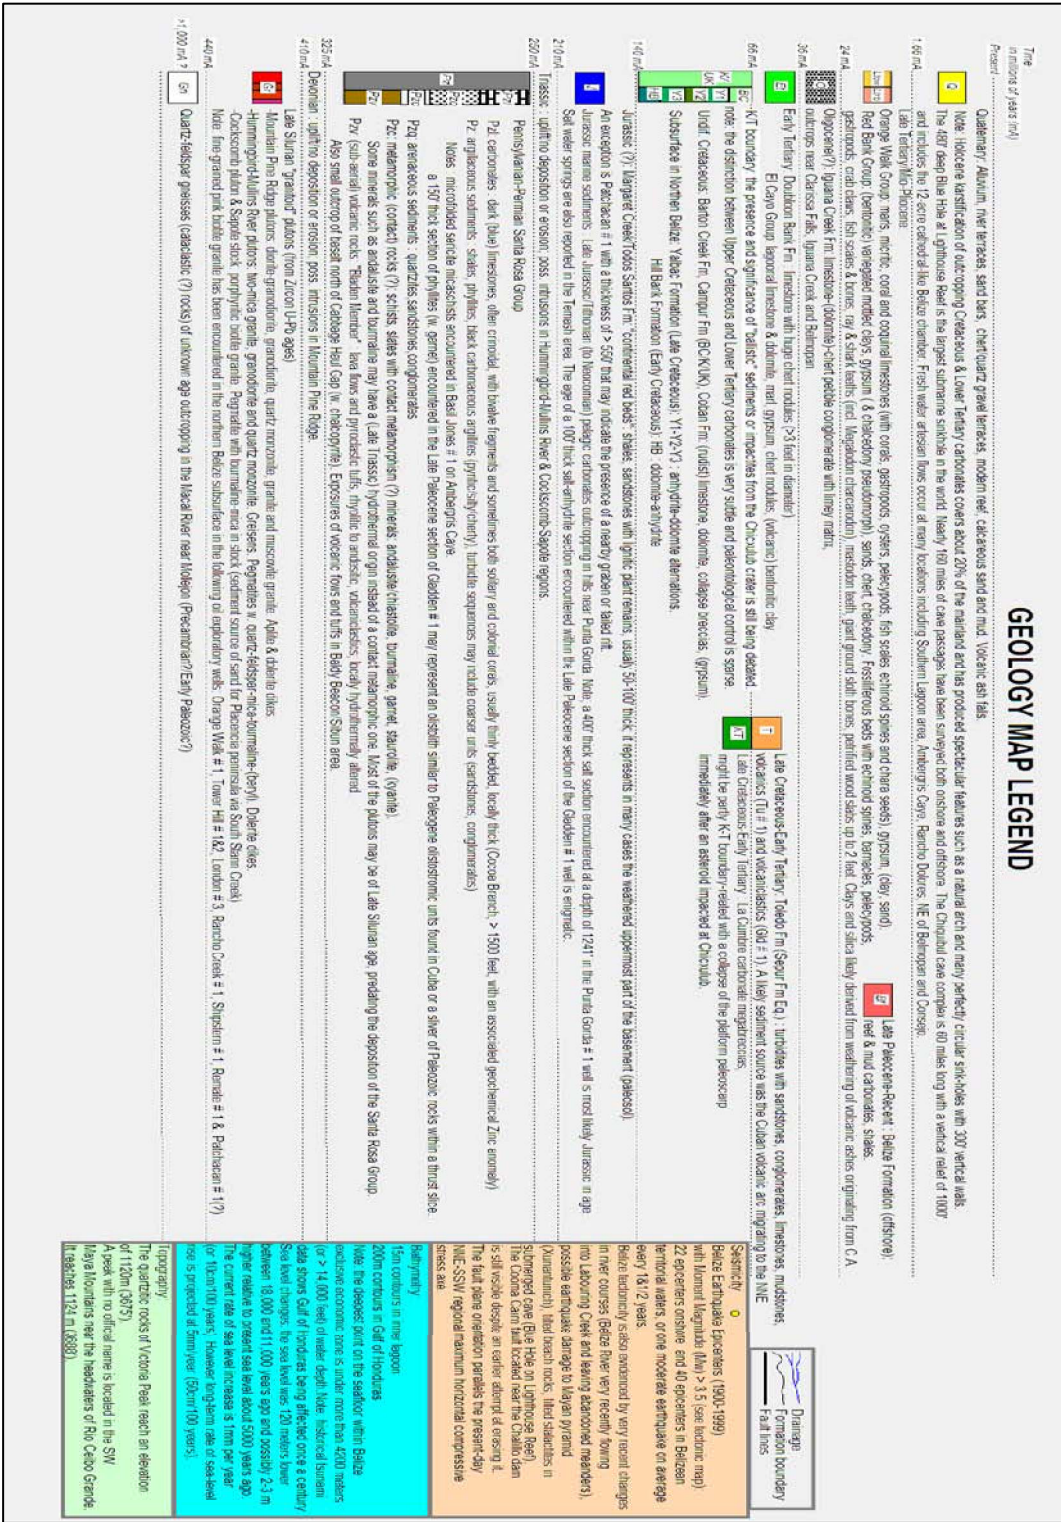 GEOLOGY MAP LEGEND
Time
in millions of years (mA)
Present
Quaternary: Alluvium, river terraces, sand bars, chert/quartz gravel terraces, modern reef, calcareous sand and mud. Volcanic ash falls.
Q
Note: Holocene karstification of outcropping Cretaceous & Lower Tertiary carbonates covers about 20% of the mainland and has produced spectacular features such as a natural arch and many perfectly circular sink-holes with 300' vertical walls.
The 480' deep Blue Hole at Lighthouse Reef is the largest submarine sinkhole in the world. Nearly 160 miles of cave passages have been surveyed both onshore and offshore. The Chiquibul cave complex is 60 miles long with a vertical relief of 1000'
and includes the 12-acre cathedral-like Belize chamber. Fresh water artesian flows occur at many locations including Southern Lagoon area, Ambergris Caye, Rancho Dolores, NE of Belmopan and Consejo.
1.66 mA
Late Tertiary/Mio-Pliocene
Orange Walk Group: marls, micritic, coral and coquinal limestones (with corals, gastropods, oysters, pelecypods, fish scales, echinoid spines and chara seeds), gypsum, (clay, sand).
Red Bank Group: (bentonitic) variegated mottled clays, gypsum ( & chalcedony pseudomorph), sands, chert, chalcedony. Fossiliferous beds with echinoid spines, barnacles, pelecypods,
gastropods, crab claws, fish scales & bones, ray & shark teeths (incl. Megalodon charcarodon), mastodon teeth, giant ground sloth bones, petrified wood slabs up to 2 feet. Clays and silica likely derived from weathering of volcanic ashes originating from C.A.
Late Paleocene-Recent : Belize Formation (offshore):
reef & mud carbonates, shales.
24 mA
O
Oligocene(?): Iguana Creek Fm: limestone-(dolomite)-chert pebble conglomerate with limey matrix,
outcrops near Clarissa Falls, Iguana Creek and Belmopan.
36 mA
Early Tertiary: Doubloon Bank Fm : limestone with huge chert nodules (>3 feet in diameter)
El Cayo Group: lagoonal limestone & dolomite, marl, gypsum, chert nodules, (volcanic) bentonitic clay
Et
66 mA
K/T boundary: the presence and significance of "ballistic" sediments or impactites from the Chicxulub crater is still being debated
note: the distinction between Upper Cretaceous and Lower Tertiary carbonates is very subtle and paleontological control is sparse.
BC
K/
UK
Y1
Y2
Y3
HB
Undif. Cretaceous: Barton Creek Fm, Campur Fm (BC/K/UK), Coban Fm: (rudist) limestone, dolomite, collapse breccias, (gypsum).
Subsurface in Northern Belize: Yalbac Formation (Late Cretaceous): Y1-Y2-Y3 : anhydrite-dolomite alternations.
Hill Bank Formation (Early Cretaceous): HB : dolomite-anhydrite
T
Late Cretaceous-Early Tertiary: Toledo Fm (Sepur Fm Eq.) : turbidites with sandstones, conglomerates, limestones, mudstones,
volcanics (Tu # 1) and volcaniclastics (Gld # 1). A likely sediment source was the Cuban volcanic arc migrating to the NNE
KT
Late Cretaceous-Early Tertiary : La Cumbre carbonate megabreccias,
might be partly K-T boundary-related with a collapse of the platform paleoscarp
immediately after an asteroid impacted at Chicxulub.
140 mA
Jurassic (?): Margaret Creek/Todos Santos Fm: "continental red beds": shales, sandstones with lignitic plant remains, usually 50-100' thick, it represents in many cases the weathered uppermost part of the basement (paleosol).
An exception is Patchacan # 1 with a thickness of > 550' that may indicate the presence of a nearby graben or failed rift.
J
Jurassic marine sediments : Late Jurassic/Tithonian (to Neocomian) pelagic carbonates outcropping in hills near Punta Gorda. Note, a 400' thick salt section encountered at a depth of 1241' in the Punta Gorda # 1 well is most likely Jurassic in age
Salt water springs are also reported in the Temash area. The age of a 100' thick salt-anhydrite section encountered within the Late Paleocene section of the Gladden # 1 well is enigmatic.
210 mA
Triassic : uplift/no deposition or erosion; poss. intrusions in Hummingbird-Mullins River & Cockscomb-Sapote regions.
250 mA
Pennsylvanian-Permian: Santa Rosa Group
Pzl: carbonates: dark (blue) limestones, often crinoidal, with bivalve fragments and sometimes both solitary and colonial corals, usually thinly bedded, locally thick (Cocoa Branch, > 1500 feet, with an associated geochemical Zinc anomaly)
Pz: argillaceous sediments: shales, phyllites, black carbonaceous argillites (pyritic/silty/cherty), turbidite sequences may include coarser units (sandstones, conglomerates)
Notes : microfolded sericite micaschists encountered in Basil Jones # 1 on Ambergris Caye.
a 150' thick section of phyllites (w. garnet) encountered in the Late Paleocene section of Gladden # 1 may represent an olistolith similar to Paleogene olistostromic units found in Cuba or a sliver of Paleozoic rocks within a thrust slice.
Pzq: arenaceous sediments : quartzites,sandstones,conglomerates
Pzc: metamorphic (contact) rocks (?): schists, slates with contact metamorphism (?) minerals: andalusite/chiastolite, tourmaline, garnet, staurolite, (kyanite).
Some minerals such as andalusite and tourmaline may have a (Late Triassic) hydrothermal origin instead of a contact metamorphic one. Most of the plutons may be of Late Silurian age, predating the deposition of the Santa Rosa Group.
Pzv (sub-aerial) volcanic rocks: "Bladen Member" : lava flows and pyroclastic tuffs, rhyolitic to andesitic, volcaniclastics, locally hydrothermally altered
Also small outcrop of basalt north of Cabbage Haul Gap (w. chalcopyrite). Exposures of volcanic flows and tuffs in Baldy Beacon/Sibun area.
325 mA
Devonian : uplift/no deposition or erosion, poss. intrusions in Mountain Pine Ridge.
410 mA
Late Silurian "granitoid" plutons (from Zircon U-Pb ages)
Gr
-Mountain Pine Ridge plutons: diorite-granodiorite, granodiorite, quartz monzonite, granite and muscovite granite. Aplite & dolerite dikes.
-Hummingbird-Mullins River plutons: two-mica granite, granodiorite and quartz monzonite. Greisens. Pegmatites w. quartz-feldspar-mica-tourmaline-(beryl). Dolerite dikes.
-Cockscomb pluton & Sapote stock: porphyritic biotite granite. Pegmatite with tourmaline-mica in stock (sediment source of sand for Placencia peninsula via South Stann Creek)
Note: fine grained pink biotite granite has been encountered in the northern Belize subsurface in the following oil exploratory wells: Orange Walk # 1, Tower Hill # 1&2, London # 3, Rancho Creek # 1, Shipstern # 1, Remate # 1 & Patchacan # 1(?)
440 mA
Gn
Quartz-feldspar gneisses (cataclastic (?) rocks) of unknown age outcropping in the Macal River near Mollejon (Precambrian?/Early Paleozoic?)
>1,000 mA ?
Drainage
Formation boundary
Fault lines
Seismicity
Belize Earthquake Epicenters (1900-1999)
with Moment Magnitude (Mw) > 3.5 (see tectonic map):
22 epicenters onshore and 40 epicenters in Belizean
territorial waters, or one moderate earthquake on average
every 1&1/2 years.
Belize tectonicity is also evidenced by very recent changes
in river courses (Belize River very recently flowing
into Labouring Creek and leaving abandoned meanders),
possible earthquake damage to Mayan pyramid
(Xunantunich), tilted beach rocks, tilted stalactites in
submerged cave (Blue Hole on Lighthouse Reef).
The Cooma Cairn fault located near the Chalillo dam
is still visible despite an earlier attempt at erasing it.
The fault plane orientation parallels the present-day
NNE-SSW regional maximum horizontal compressive
stress axe
Bathymetry
15m contours in inner lagoon
200m contours in Gulf of Honduras
Note: the deepest point on the seafloor within Belize
exclusive economic zone is under more than 4200 meters
(or > 14,000 feet) of water depth. Note: historical tsunami
data shows Gulf of Honduras being affected once a century
Sea level changes: the sea level was 120 meters lower
between 18,000 and 11,000 years ago and possibly 2-3 m
higher relative to present sea level about 5000 years ago.
The current rate of sea level increase is 1mm per year
(or 10cm/100 years). However long-term rate of sea-level
rise is projected at 5mm/year (50cm/100 years).
Topography:
The quartzitic rocks of Victoria Peak reach an elevation
of 1120m (3675').
A peak with no official name is located in the SW
Maya Mountains near the headwaters of Rio Ceibo Grande.
It reaches 1124 m (3688').